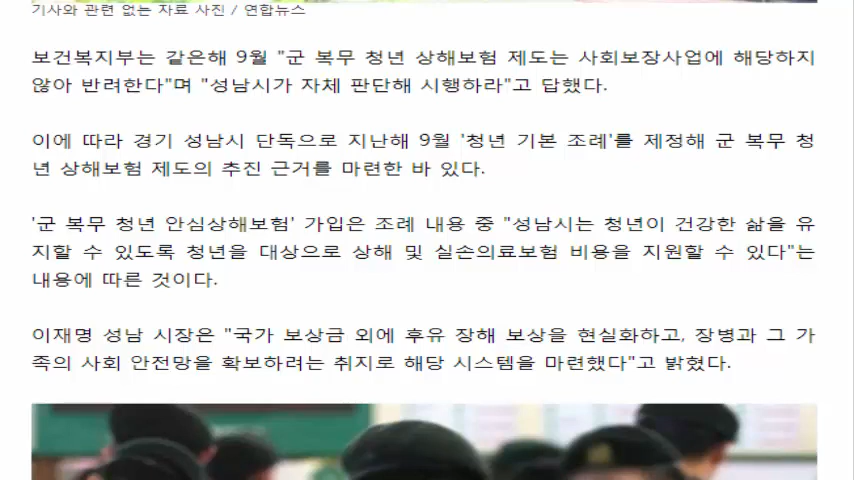 기사와 관련 없는 자료 사진 / 연합뉴스
보건복지부는 같은해 9월 "군 복무 청년 상해보험 제도는 사회보장사업에 해당하지
않아 반려한다"며 "성남시가 자체 판단해 시행하라"고 답했다.
이에 따라 경기 성남시 단독으로 지난해 9월 '청년 기본 조례'를 제정해 군 복무 청
년 상해보험 제도의 추진 근거를 마련한 바 있다.
'군 복무 청년 안심상해보험' 가입은 조례 내용 중 "성남시는 청년이 건강한 삶을 유
지할 수 있도록 청년을 대상으로 상해 및 실손의료보험 비용을 지원할 수 있다"는
내용에 따른 것이다.
이재명 성남 시장은 "국가 보상금 외에 후유 장해 보상을 현실화하고, 장병과 그 가
족의 사회 안전망을 확보하려는 취지로 해당 시스템을 마련했다"고 밝혔다.